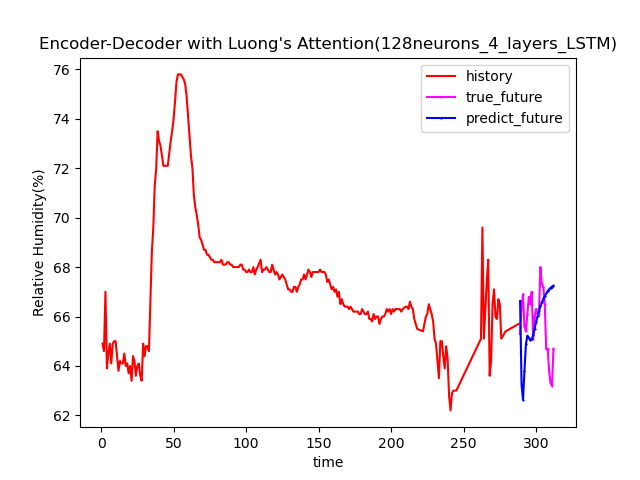 Encoder-Decoder with Luong's Attention(128neurons_4_layers_LSTM)
history
true_future
predict_future
Relative Humidity(%)
76
74
72
70
68
66
64
62
0 50 100 150 200 250 300
time